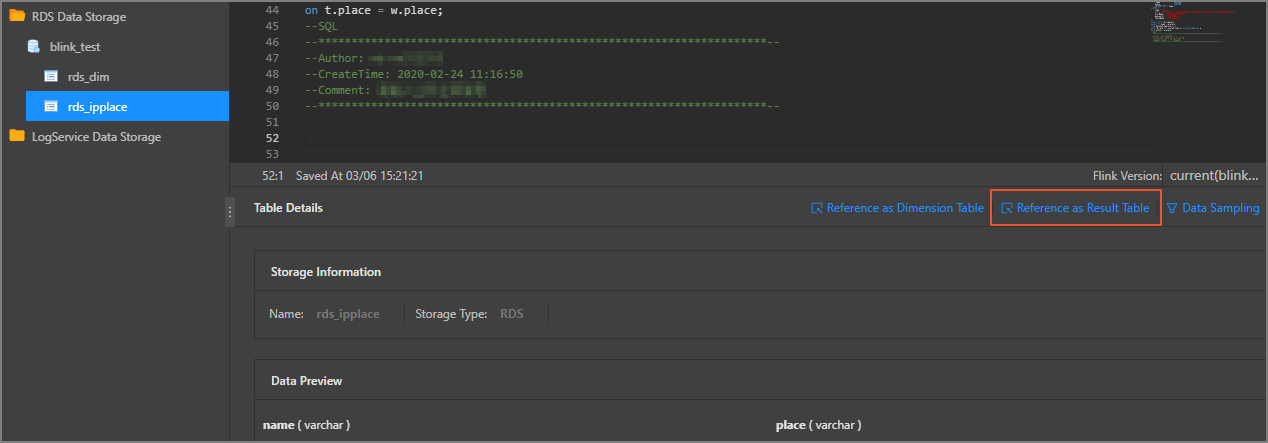 RDS Data Storage
blink_test
rds_dim
rds_ipplace
LogService Data Storage
44 on t.place = w.place;
45 --SQL
46 --********************************************************************--
47 --Author:
48 --CreateTime: 2020-02-24 11:16:50
49 --Comment:
50 --********************************************************************--
51
52
53
52:1 Saved At 03/06 15:21:21 Flink Version: current(blink...
Table Details Reference as Dimension Table Reference as Result Table Data Sampling
Storage Information
Name: rds_ipplace Storage Type: RDS
Data Preview
name ( varchar ) place ( varchar )